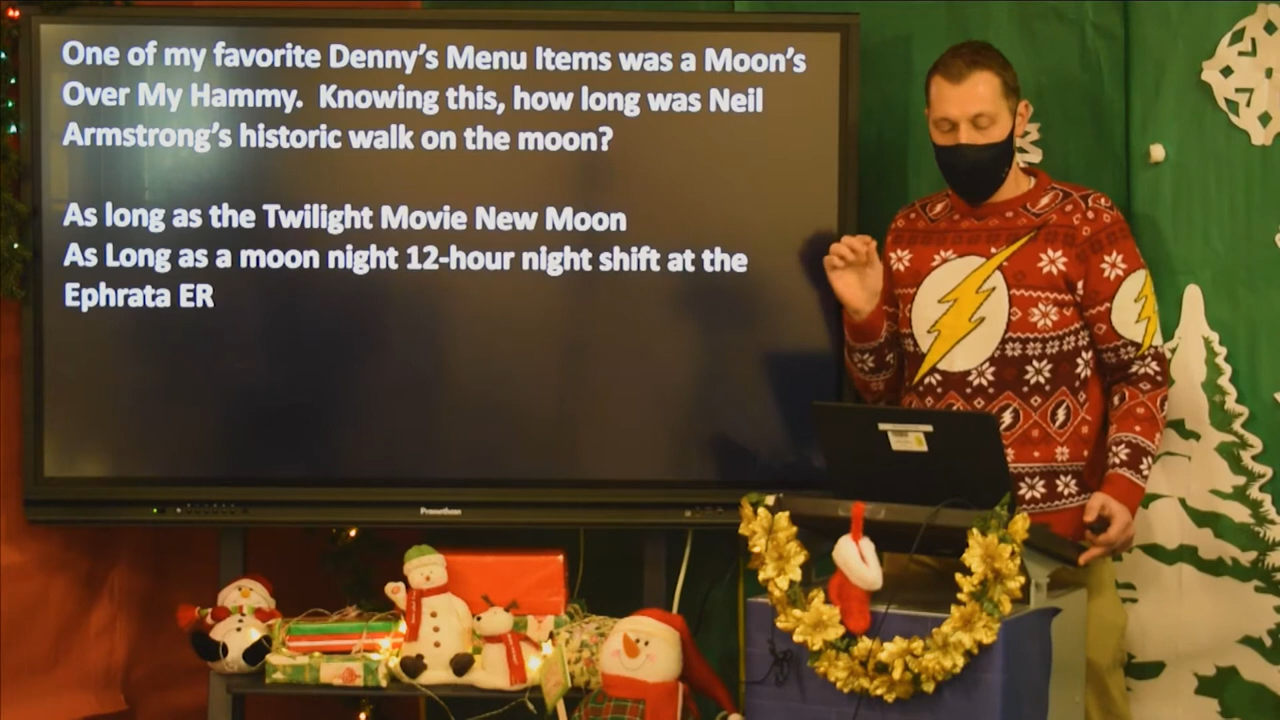 One of my favorite Denny’s Menu Items was a Moon’s
Over My Hammy.  Knowing this, how long was Neil
Armstrong’s historic walk on the moon?
As long as the Twilight Movie New Moon
As Long as a moon night 12-hour night shift at the
Ephrata ER
Promethean